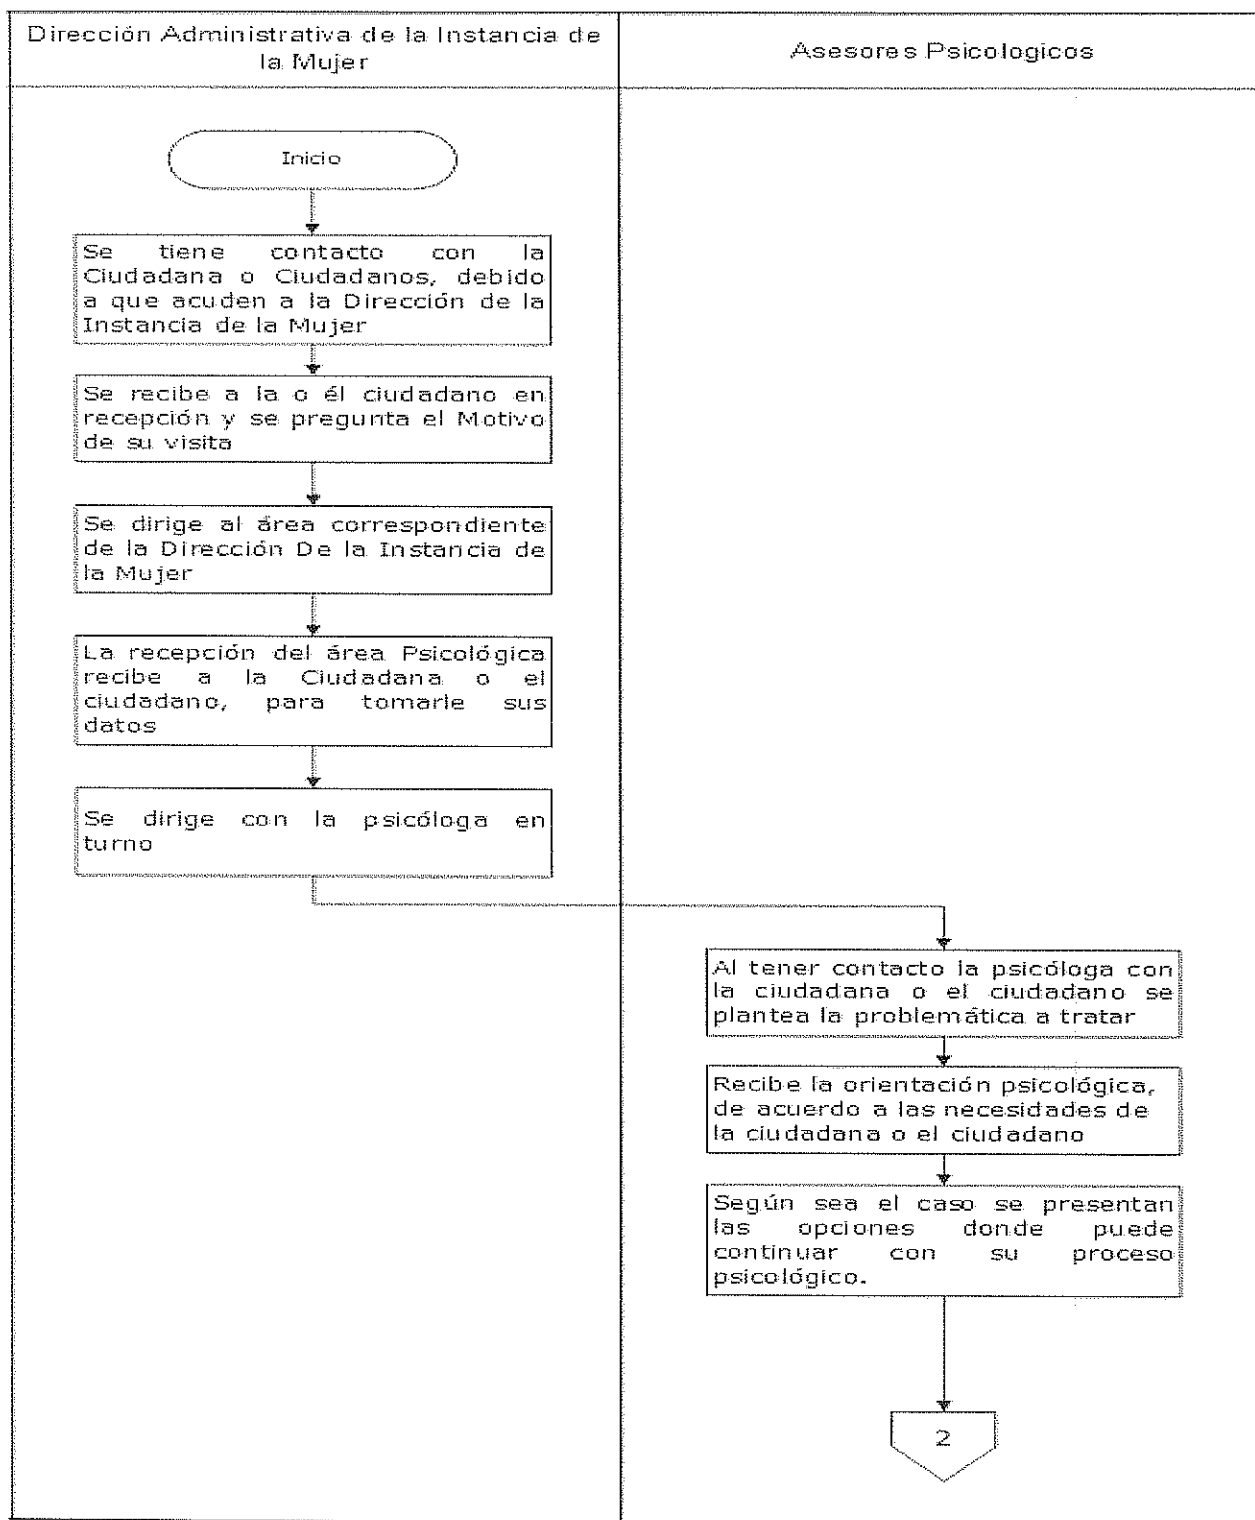 Dirección Administrativa de la Instancia de
la Mujer
Asesores Psicologicos
Inicio
Se tiene contacto con la
Ciudadana o Ciudadanos, debido
a que acuden a la Dirección de la
Instancia de la Mujer
Se recibe a la o él ciudadano en
recepción y se pregunta el Motivo
de su visita
Se dirige al área correspondiente
de la Dirección De la Instancia de
la Mujer
La recepción del área Psicológica
recibe a la Ciudadana o el
ciudadano, para tomarle sus
datos
Se dirige con la psicóloga en
turno
Al tener contacto la psicóloga con
la ciudadana o el ciudadano se
plantea la problemática a tratar
Recibe la orientación psicológica,
de acuerdo a las necesidades de
la ciudadana o el ciudadano
Según sea el caso se presentan
las opciones donde puede
continuar con su proceso
psicológico.
2